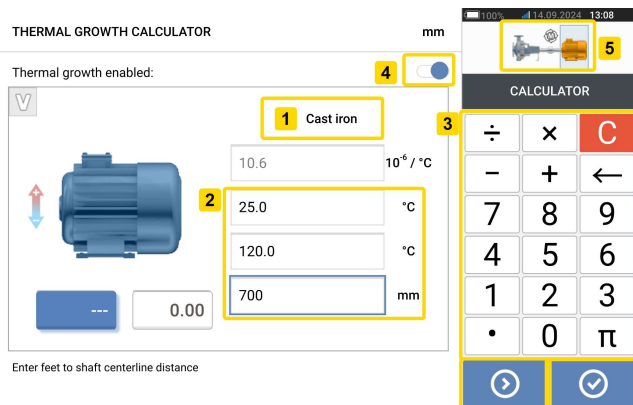 100% 14.09.2024 13:08
THERMAL GROWTH CALCULATOR mm
5
M
Thermal growth enabled:
4
CALCULATOR
V
1 Cast iron
3
÷ × C
10.6 10⁻⁶ / °C
− + ←
2
25.0 °C
7 8 9
120.0 °C
4 5 6
700 mm
1 2 3
--- 0.00
• 0 π
Enter feet to shaft centerline distance